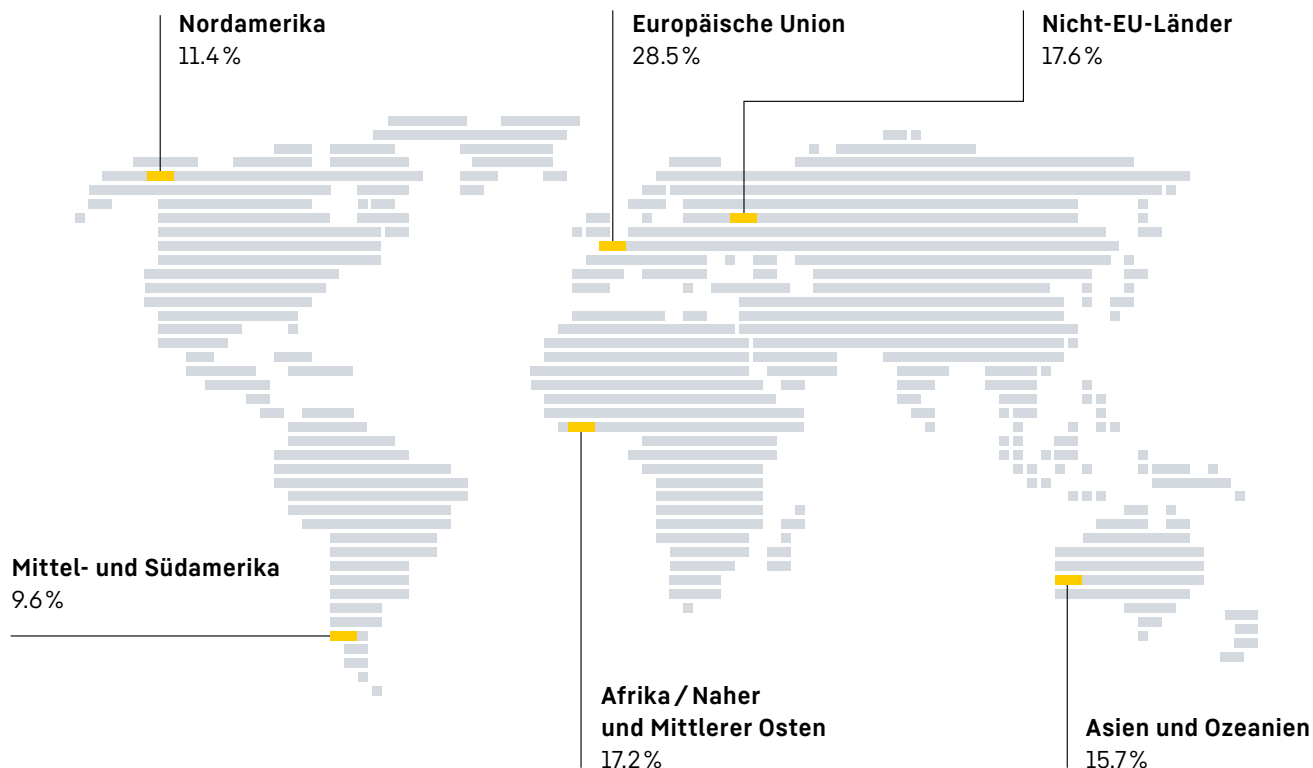 Nordamerika
11.4 %
Europäische Union
28.5 %
Nicht-EU-Länder
17.6 %
Mittel- und Südamerika
9.6 %
Afrika / Naher
und Mittlerer Osten
17.2 %
Asien und Ozeanien
15.7 %